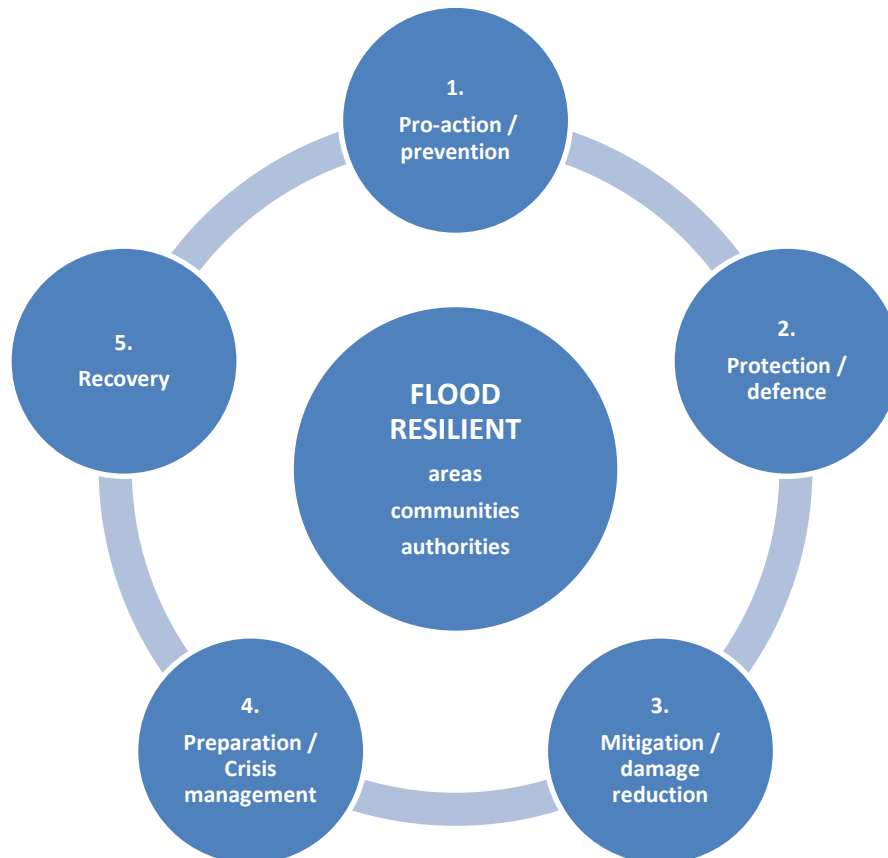 1.
Pro-action /
prevention
2.
Protection /
defence
3.
Mitigation /
damage
reduction
4.
Preparation /
Crisis
management
5.
Recovery
FLOOD
RESILIENT
areas
communities
authorities